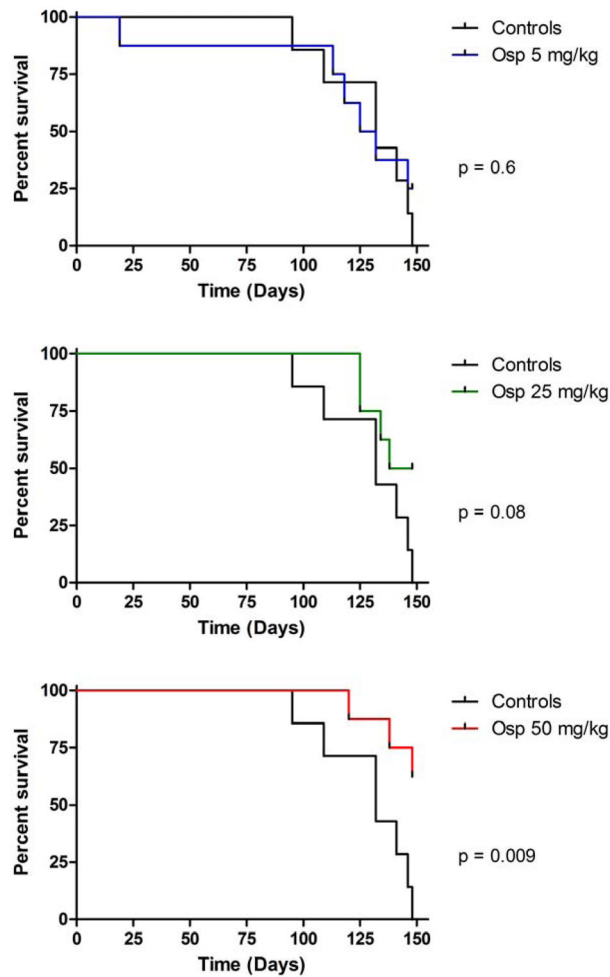 Percent survival
100
75
50
25
0
0 25 50 75 100 125 150
Time (Days)
Controls
Osp 5 mg/kg
p = 0.6
Percent survival
100
75
50
25
0
0 25 50 75 100 125 150
Time (Days)
Controls
Osp 25 mg/kg
p = 0.08
Percent survival
100
75
50
25
0
0 25 50 75 100 125 150
Time (Days)
Controls
Osp 50 mg/kg
p = 0.009